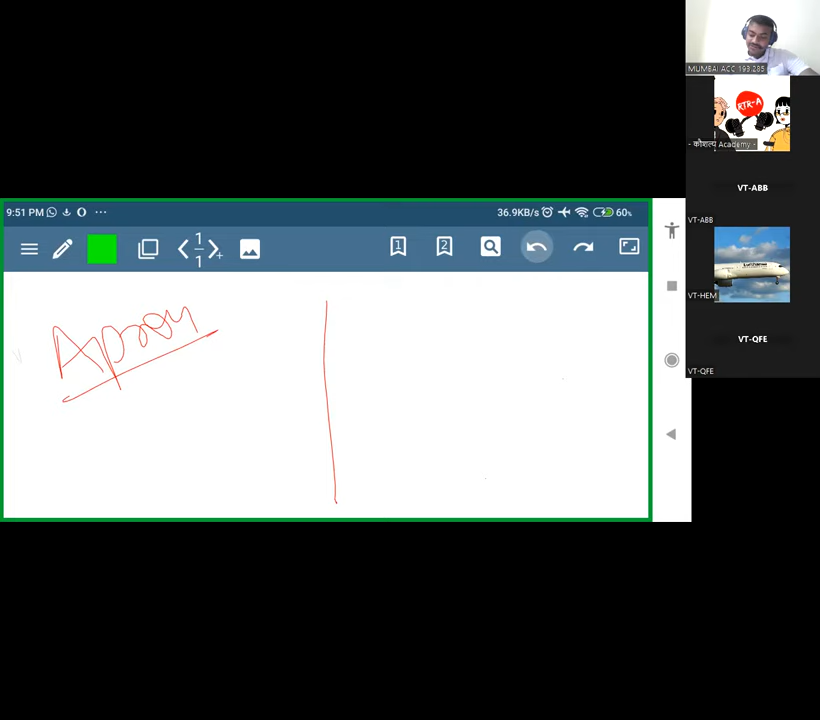 MUMBAI ACC 193.285
RTR-A
- कौशल्य Academy -
VT-ABB
VT-ABB
VT-HEM
VT-QFE
VT-QFE
9:51 PM
36.9KB/s
60%
1
1
1
2